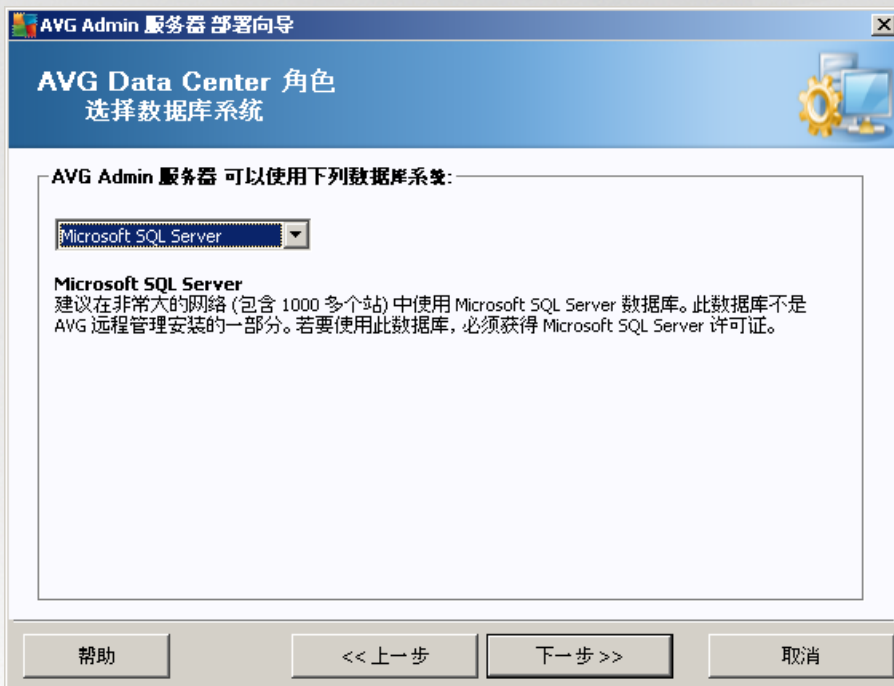 AVG Admin 服务器 部署向导
AVG Data Center 角色
选择数据库系统
AVG Admin 服务器 可以使用下列数据库系统:
Microsoft SQL Server
Microsoft SQL Server
建议在非常大的网络 (包含 1000 多个站) 中使用 Microsoft SQL Server 数据库。此数据库不是
AVG 远程管理安装的一部分。若要使用此数据库, 必须获得 Microsoft SQL Server 许可证。
帮助
<< 上一步
下一步 >>
取消